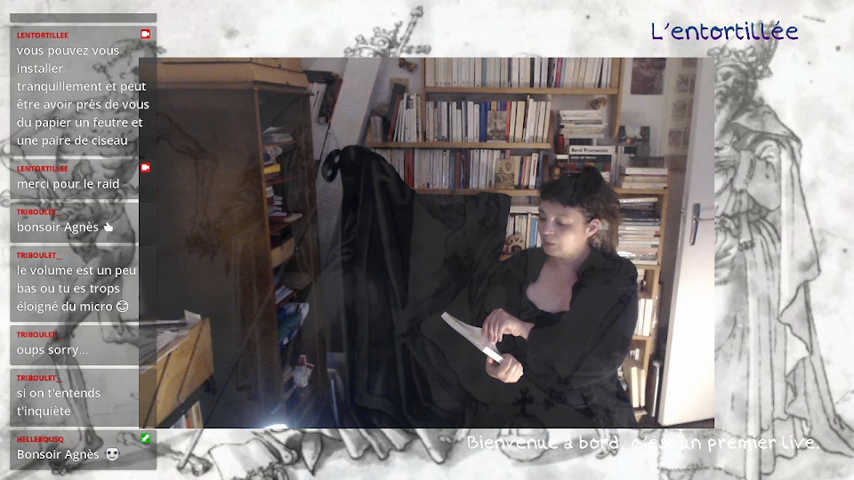 L'entortillée
LENTORTILLEE
vous pouvez vous
installer
tranquillement et peut
être avoir près de vous
du papier un feutre et
une paire de ciseau
LENTORTILLEE
merci pour le raid
TRIBOULET_
bonsoir Agnès 👍
TRIBOULET_
le volume est un peu
bas ou tu es trops
éloigné du micro 😊
TRIBOULET_
oups sorry...
TRIBOULET_
si on t'entends
t'inquiète
HELLEBOUSQ
Bonsoir Agnès
Bienvenue à bord, c'est un premier live.